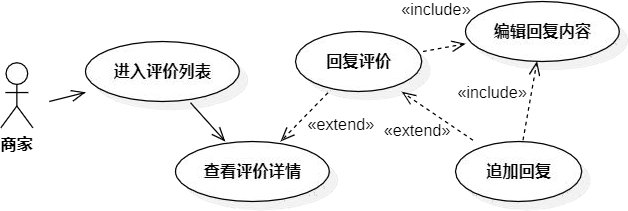 «include»
编辑回复内容
进入评价列表
回复评价
«include»
商家
«extend»
«extend»
查看评价详情
追加回复